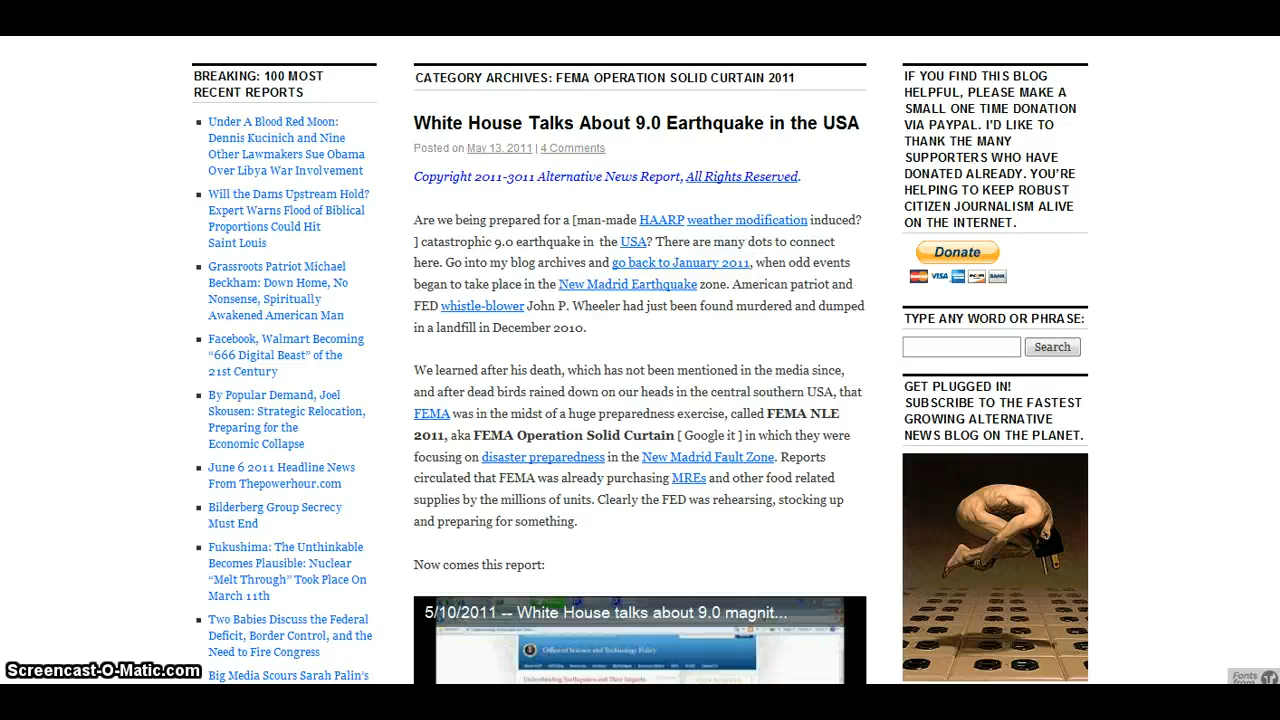 BREAKING: 100 MOST
RECENT REPORTS
Under A Blood Red Moon:
Dennis Kucinich and Nine
Other Lawmakers Sue Obama
Over Libya War Involvement
Will the Dams Upstream Hold?
Expert Warns Flood of Biblical
Proportions Could Hit
Saint Louis
Grassroots Patriot Michael
Beckham: Down Home, No
Nonsense, Spiritually
Awakened American Man
Facebook, Walmart Becoming
“666 Digital Beast” of the
21st Century
By Popular Demand, Joel
Skousen: Strategic Relocation,
Preparing for the
Economic Collapse
June 6 2011 Headline News
From Thepowerhour.com
Bilderberg Group Secrecy
Must End
Fukushima: The Unthinkable
Becomes Plausible: Nuclear
“Melt Through” Took Place On
March 11th
Two Babies Discuss the Federal
Deficit, Border Control, and the
Need to Fire Congress
Big Media Scours Sarah Palin’s
CATEGORY ARCHIVES: FEMA OPERATION SOLID CURTAIN 2011
White House Talks About 9.0 Earthquake in the USA
Posted on May 13, 2011 | 4 Comments
Copyright 2011-3011 Alternative News Report, All Rights Reserved.
Are we being prepared for a [man-made HAARP weather modification induced?
] catastrophic 9.0 earthquake in the USA? There are many dots to connect
here. Go into my blog archives and go back to January 2011, when odd events
began to take place in the New Madrid Earthquake zone. American patriot and
FED whistle-blower John P. Wheeler had just been found murdered and dumped
in a landfill in December 2010.
We learned after his death, which has not been mentioned in the media since,
and after dead birds rained down on our heads in the central southern USA, that
FEMA was in the midst of a huge preparedness exercise, called FEMA NLE
2011, aka FEMA Operation Solid Curtain [ Google it ] in which they were
focusing on disaster preparedness in the New Madrid Fault Zone. Reports
circulated that FEMA was already purchasing MREs and other food related
supplies by the millions of units. Clearly the FED was rehearsing, stocking up
and preparing for something.
Now comes this report:
5/10/2011 -- White House talks about 9.0 magnit...
Office of Science and Technology Policy
Understanding Earthquakes and Their Impacts
IF YOU FIND THIS BLOG
HELPFUL, PLEASE MAKE A
SMALL ONE TIME DONATION
VIA PAYPAL. I’D LIKE TO
THANK THE MANY
SUPPORTERS WHO HAVE
DONATED ALREADY. YOU’RE
HELPING TO KEEP ROBUST
CITIZEN JOURNALISM ALIVE
ON THE INTERNET.
Donate
VISA
BANK
TYPE ANY WORD OR PHRASE:
Search
GET PLUGGED IN!
SUBSCRIBE TO THE FASTEST
GROWING ALTERNATIVE
NEWS BLOG ON THE PLANET.
Screencast-O-Matic.com
Fonts
from